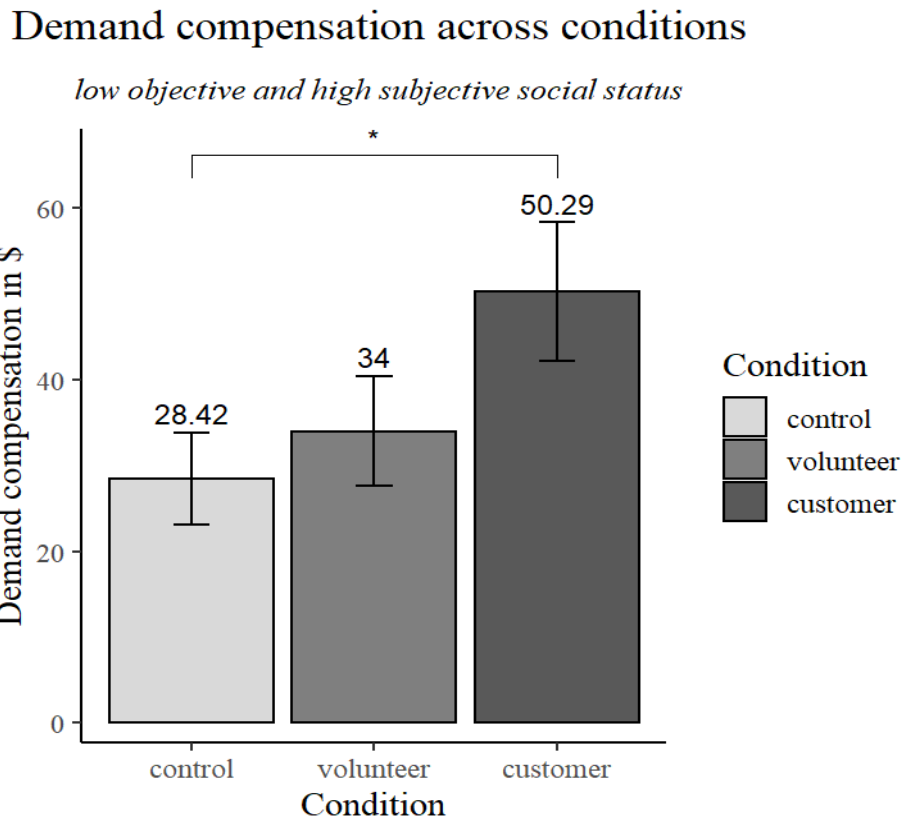 Demand compensation across conditions
low objective and high subjective social status
*
50.29
34
28.42
60
40
20
0
Demand compensation in $
control
volunteer
customer
Condition
Condition
control
volunteer
customer